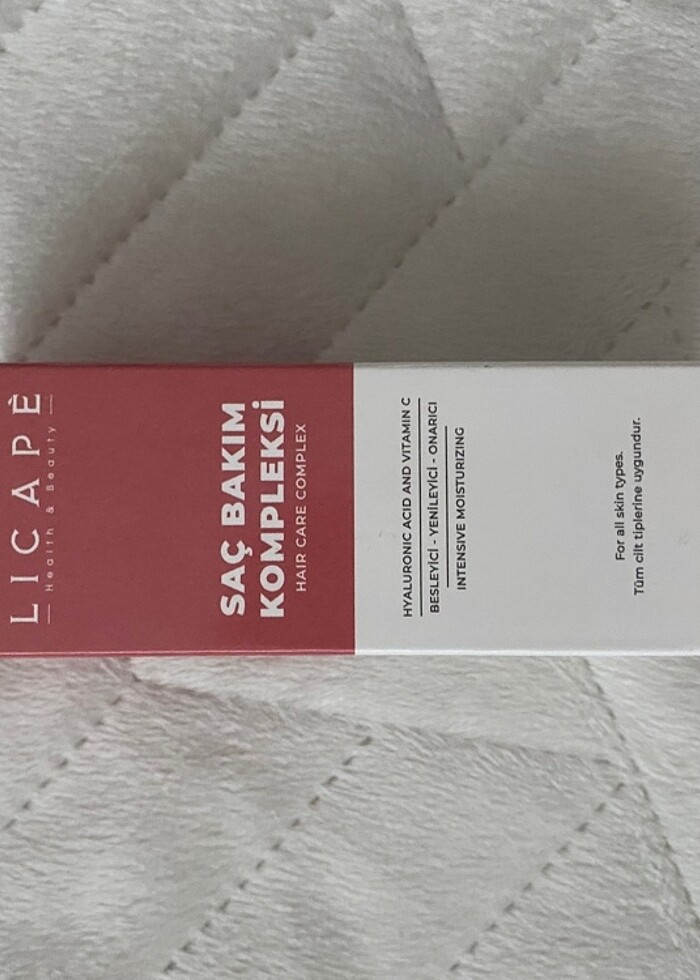 LICAPÈ
Health & Beauty
SAÇ BAKIM
KOMPLEKSİ
HAIR CARE COMPLEX
HYALURONIC ACID AND VITAMIN C
BESLEYİCİ - YENİLEYİCİ - ONARICI
INTENSIVE MOISTURIZING
For all skin types.
Tüm cilt tiplerine uygundur.